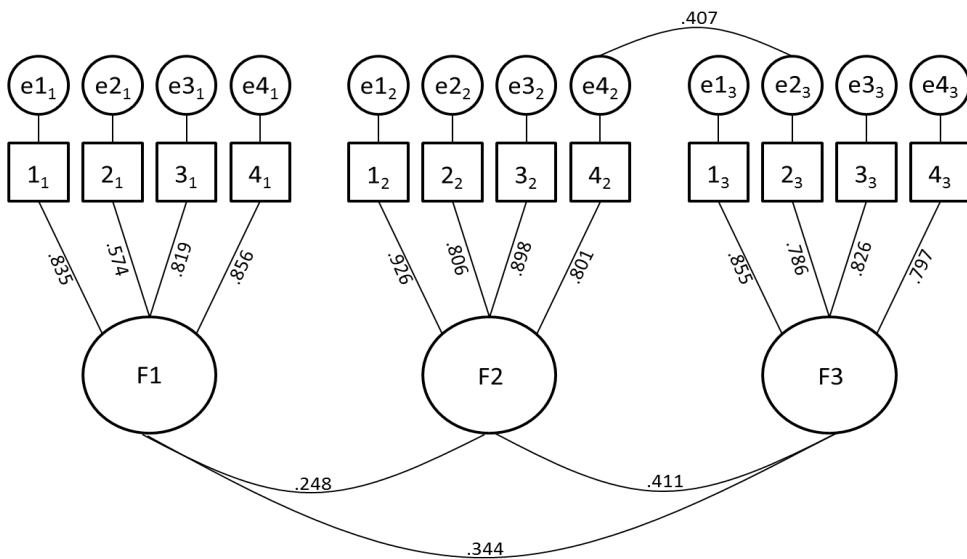 .407
e1₁ e2₁ e3₁ e4₁ e1₂ e2₂ e3₂ e4₂ e1₃ e2₃ e3₃ e4₃
1₁ 2₁ 3₁ 4₁ 1₂ 2₂ 3₂ 4₂ 1₃ 2₃ 3₃ 4₃
.835 .574 .819 .856 .926 .806 .898 .801 .855 .786 .826 .797
F1 F2 F3
.248 .411
.344